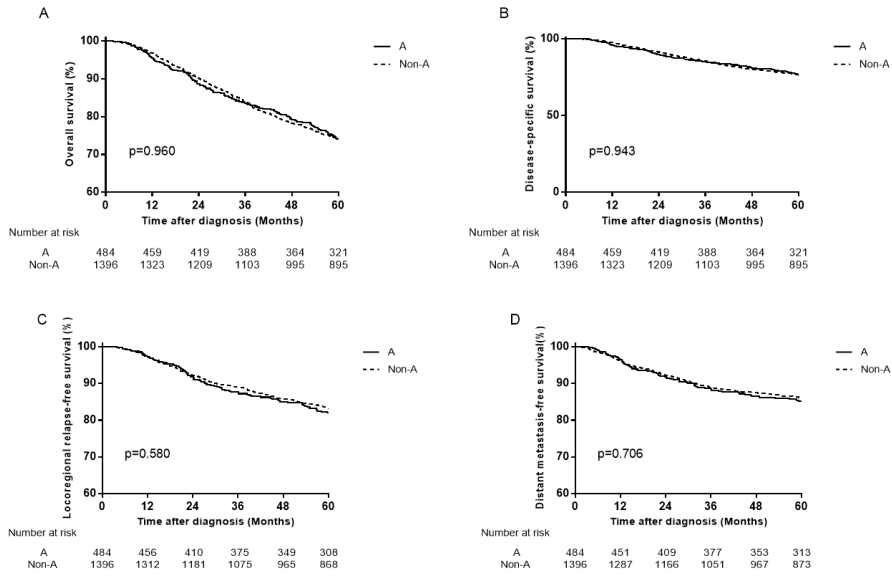 A
Overall survival (%)
100
90
80
70
60
p=0.960
A
Non-A
0 12 24 36 48 60
Time after diagnosis (Months)
Number at risk
A 484 459 419 388 364 321
Non-A 1396 1323 1209 1103 995 895
B
Disease-specific survival (%)
100
50
0
p=0.943
A
Non-A
0 12 24 36 48 60
Time after diagnosis (Months)
Number at risk
A 484 459 419 388 364 321
Non-A 1396 1323 1209 1103 995 895
C
Locoregional relapse-free survival (%)
100
90
80
70
60
p=0.580
A
Non-A
0 12 24 36 48 60
Time after diagnosis (Months)
Number at risk
A 484 456 410 375 349 308
Non-A 1396 1312 1181 1075 965 868
D
Distant metastasis-free survival(%)
100
90
80
70
60
p=0.706
A
Non-A
0 12 24 36 48 60
Time after diagnosis (Months)
Number at risk
A 484 451 409 377 353 313
Non-A 1396 1287 1166 1051 967 873